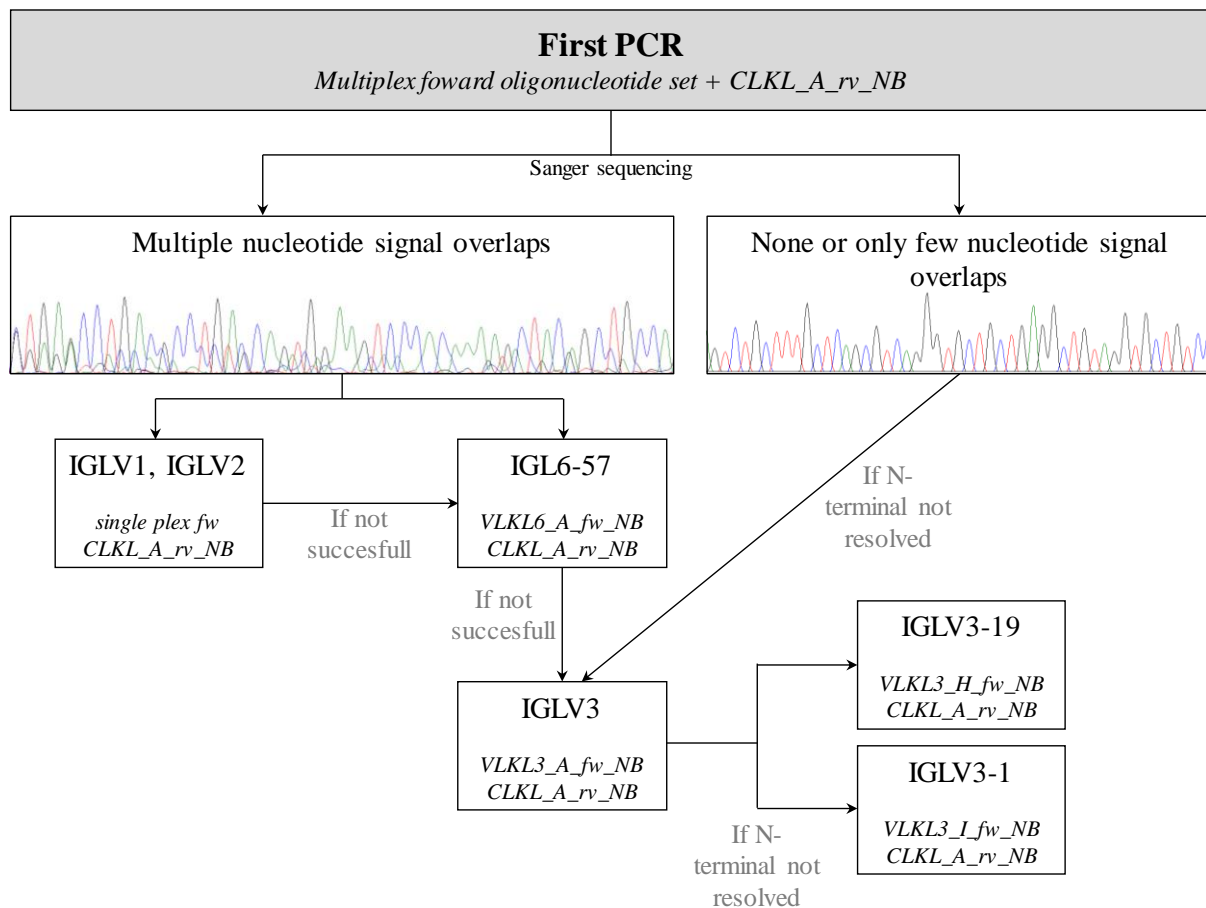 First PCR
Multiplex foward oligonucleotide set + CLKL_A_rv_NB
Sanger sequencing
Multiple nucleotide signal overlaps
None or only few nucleotide signal
overlaps
IGLV1, IGLV2
single plex fw
CLKL_A_rv_NB
If not
succesfull
IGL6-57
VLKL6_A_fw_NB
CLKL_A_rv_NB
If N-
terminal not
resolved
If not
succesfull
IGLV3
VLKL3_A_fw_NB
CLKL_A_rv_NB
If N-
terminal not
resolved
IGLV3-19
VLKL3_H_fw_NB
CLKL_A_rv_NB
IGLV3-1
VLKL3_I_fw_NB
CLKL_A_rv_NB